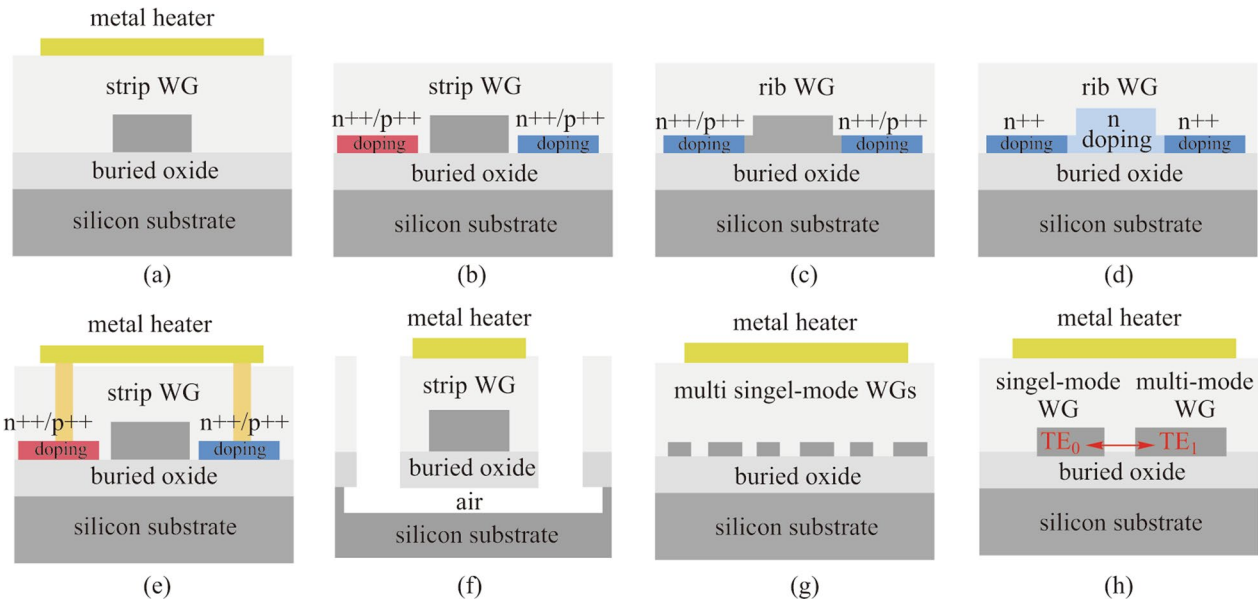 metal heater
strip WG
buried oxide
silicon substrate
(a)
strip WG
n++/p++ n++/p++
doping doping
buried oxide
silicon substrate
(b)
rib WG
n++/p++ n++/p++
doping doping
buried oxide
silicon substrate
(c)
rib WG
n++ n n++
doping doping doping
buried oxide
silicon substrate
(d)
metal heater
strip WG
n++/p++ n++/p++
doping doping
buried oxide
silicon substrate
(e)
metal heater
strip WG
buried oxide
air
silicon substrate
(f)
metal heater
multi singel-mode WGs
buried oxide
silicon substrate
(g)
metal heater
singel-mode multi-mode
WG WG
TE₀ TE₁
buried oxide
silicon substrate
(h)